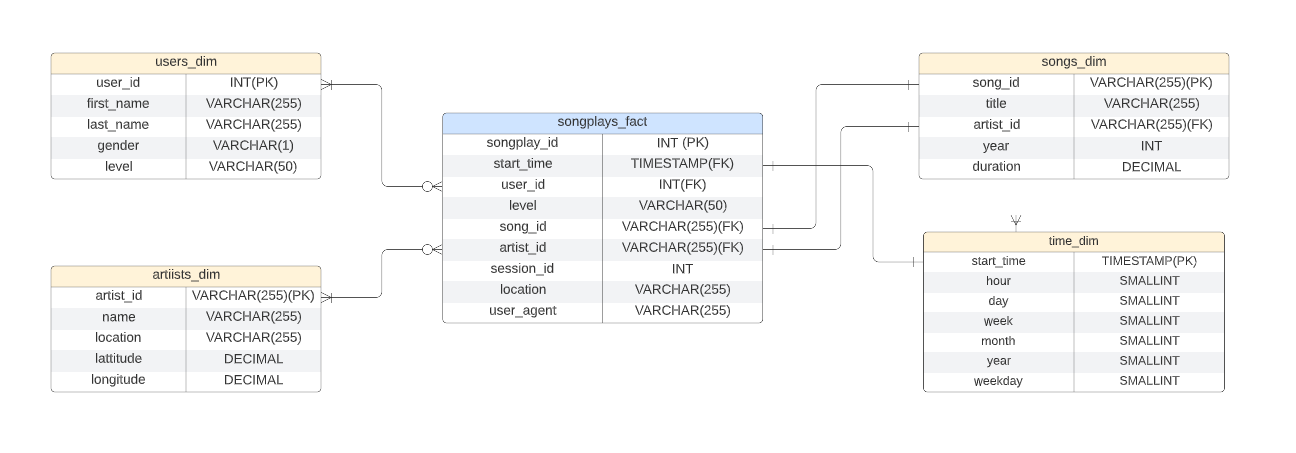 users_dim
user_id INT(PK)
first_name VARCHAR(255)
last_name VARCHAR(255)
gender VARCHAR(1)
level VARCHAR(50)
artiists_dim
artist_id VARCHAR(255)(PK)
name VARCHAR(255)
location VARCHAR(255)
lattitude DECIMAL
longitude DECIMAL
songplays_fact
songplay_id INT (PK)
start_time TIMESTAMP(FK)
user_id INT(FK)
level VARCHAR(50)
song_id VARCHAR(255)(FK)
artist_id VARCHAR(255)(FK)
session_id INT
location VARCHAR(255)
user_agent VARCHAR(255)
songs_dim
song_id VARCHAR(255)(PK)
title VARCHAR(255)
artist_id VARCHAR(255)(FK)
year INT
duration DECIMAL
time_dim
start_time TIMESTAMP(PK)
hour SMALLINT
day SMALLINT
week SMALLINT
month SMALLINT
year SMALLINT
weekday SMALLINT